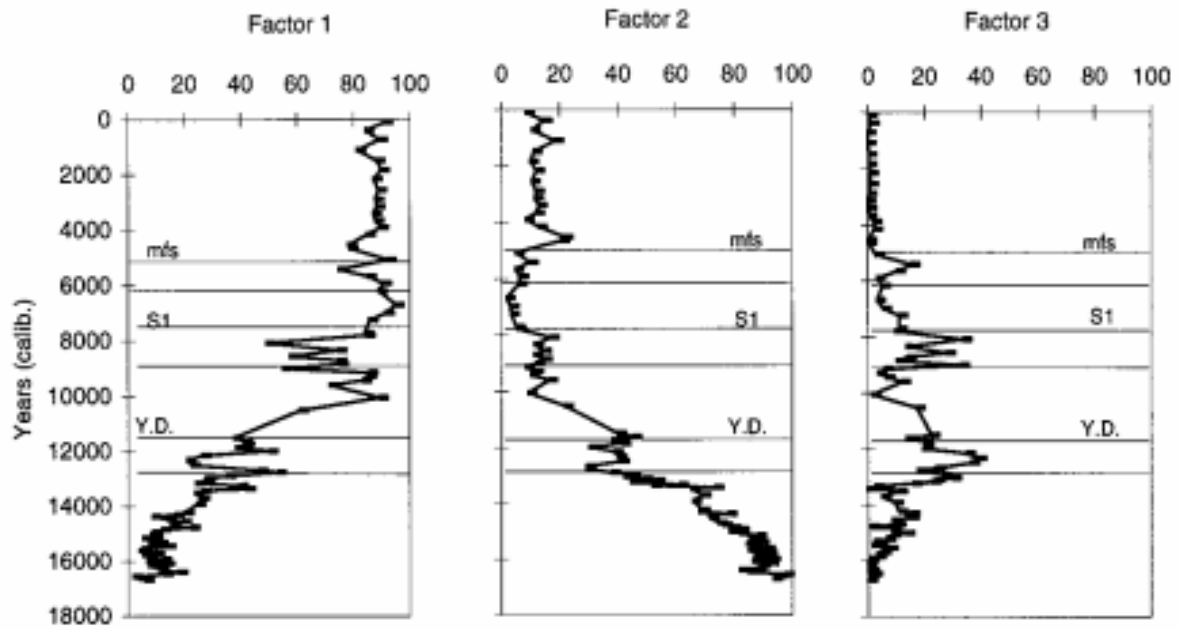 Factor 1 Factor 2 Factor 3
0 20 40 60 80 100 0 20 40 60 80 100 0 20 40 60 80 100
0
2000
4000
mfs mfs mfs
6000
S1 S1 S1
8000
10000
Y.D. Y.D. Y.D.
12000
14000
16000
18000
Years (calib.)